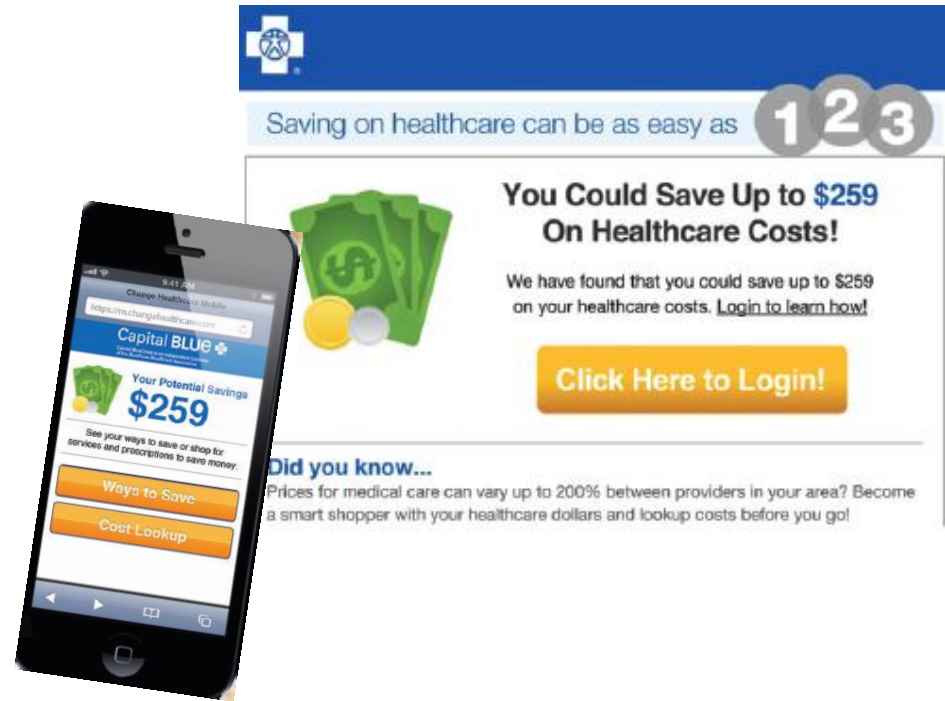 Saving on healthcare can be as easy as 1 2 3
You Could Save Up to $259
On Healthcare Costs!
We have found that you could save up to $259
on your healthcare costs. Login to learn how!
Click Here to Login!
Did you know...
Prices for medical care can vary up to 200% between providers in your area? Become
a smart shopper with your healthcare dollars and lookup costs before you go!
9:41 AM
Change Healthcare Mobile
https://m.changehealthcare.com
Capital BLUE
Your Potential Savings
$259
See your ways to save or shop for
services and prescriptions to save money.
Ways to Save
Cost Lookup